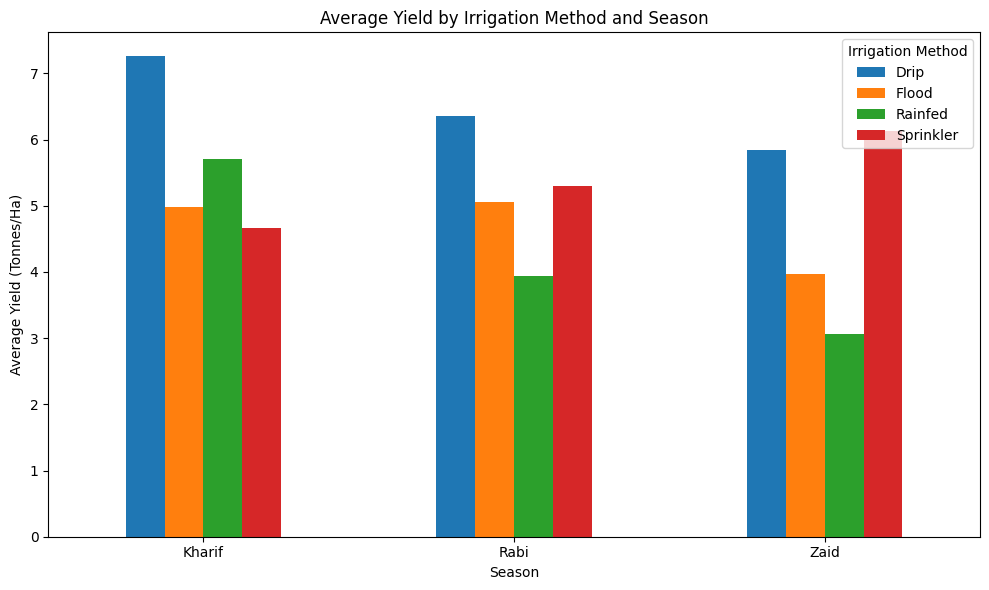 Average Yield by Irrigation Method and Season
Irrigation Method
Drip
Flood
Rainfed
Sprinkler
Average Yield (Tonnes/Ha)
7
6
5
4
3
2
1
0
Kharif
Rabi
Zaid
Season